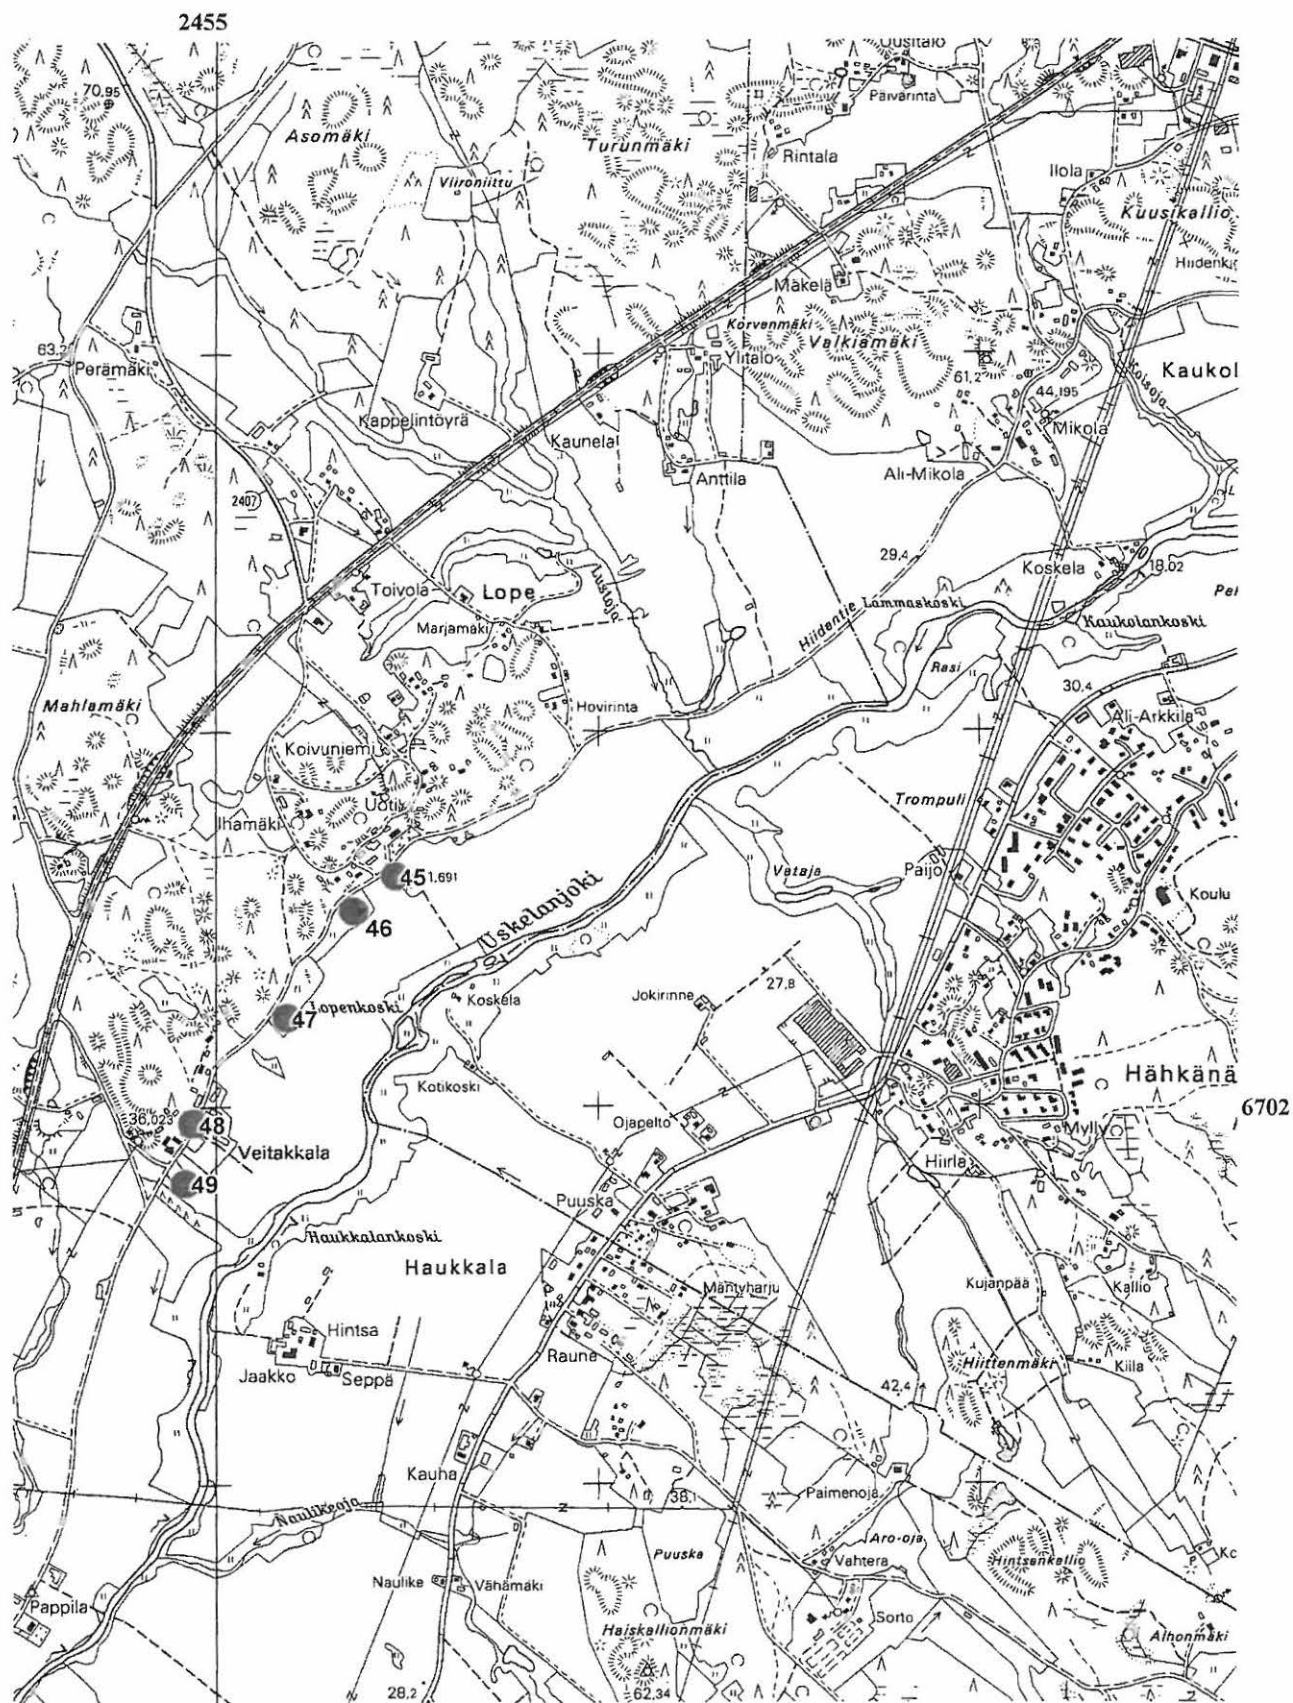 2455
Uusitalo
70,95
Päivärinta
Asomäki
Turunmäki
Rintala
Viironiittu
Ilola
Kuusikallio
Mäkelä
Korvenmäki
Valkiamäki
Ylitalo
Perämäki
61,2
Kaukol
44,195
Kappelintöyrä
Mikola
Kaunela
Anttila
Ali-Mikola
2407
29,4
Koskela
18,02
Toivola
Lope
Lustoja
Lammaskoski
Hiidentie
Kaukolankoski
Marjamäki
Rasi
30,4
Mahlamäki
Hovirinta
Ali-Arkkila
Koivuniemi
Trompuli
Ihamäki
Vataja
Paijo
45
1,691
Koulu
46
Uskelanjoki
27,8
Jokirinne
Koskela
47
Lopenkoski
Kotikoski
Hähkänä
6702
36,023
48
Ojapelto
Mylly
Veitakkala
Hiirla
49
Puuska
Haukkalankoski
Haukkala
Mäntyharju
Kujanpää
Kallio
Hintsa
Raune
Hiittenmäki
Kiila
Jaakko
Seppä
42,4
Kauha
38,1
Paimenoja
Naulikeoja
Aro-oja
Puuska
Vahtera
Hintsankallio
Naulike
Vähämäki
Pappila
Sorto
Haiskallionmäki
Alhonmäki
28,2
62,34